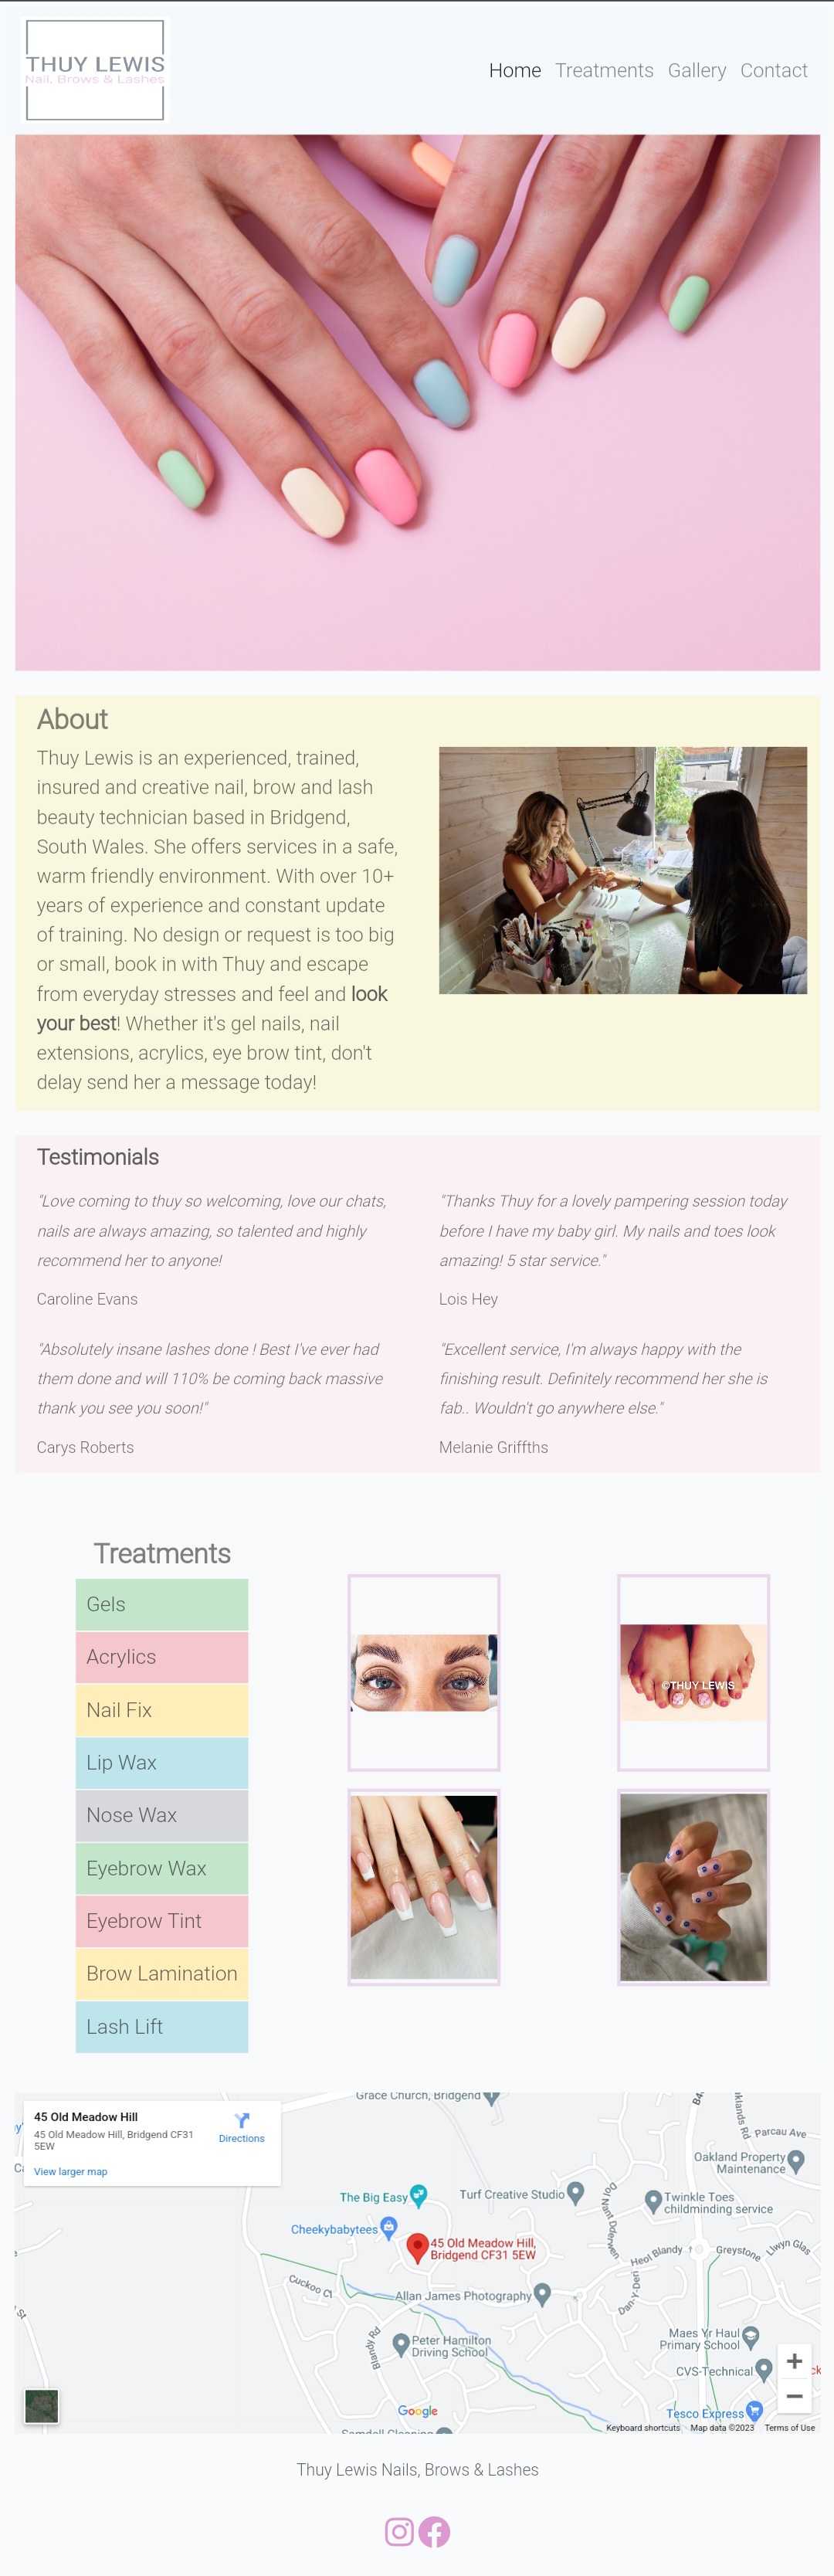 THUY LEWIS
Nail, Brows & Lashes
Home Treatments Gallery Contact
About
Thuy Lewis is an experienced, trained,
insured and creative nail, brow and lash
beauty technician based in Bridgend,
South Wales. She offers services in a safe,
warm friendly environment. With over 10+
years of experience and constant update
of training. No design or request is too big
or small, book in with Thuy and escape
from everyday stresses and feel and look
your best! Whether it's gel nails, nail
extensions, acrylics, eye brow tint, don't
delay send her a message today!
Testimonials
"Love coming to thuy so welcoming, love our chats,
nails are always amazing, so talented and highly
recommend her to anyone!
Caroline Evans
"Thanks Thuy for a lovely pampering session today
before I have my baby girl. My nails and toes look
amazing! 5 star service."
Lois Hey
"Absolutely insane lashes done ! Best I've ever had
them done and will 110% be coming back massive
thank you see you soon!"
Carys Roberts
"Excellent service, I'm always happy with the
finishing result. Definitely recommend her she is
fab.. Wouldn't go anywhere else."
Melanie Griffths
Treatments
Gels
Acrylics
Nail Fix
Lip Wax
Nose Wax
Eyebrow Wax
Eyebrow Tint
Brow Lamination
Lash Lift
©THUY LEWIS
45 Old Meadow Hill
45 Old Meadow Hill, Bridgend CF31
5EW
Directions
View larger map
Grace Church, Bridgend
Parcau Ave
Oakland Property
Maintenance
The Big Easy
Turf Creative Studio
Twinkle Toes
childminding service
Cheekybabytees
45 Old Meadow Hill,
Bridgend CF31 5EW
Heol Blandy
Greystone
Llwyn Glas
Cuckoo Cl
Allan James Photography
Dan-Y-Deri
Blandy Rd
Peter Hamilton
Driving School
Maes Yr Haul
Primary School
CVS-Technical
Google
Tesco Express
Keyboard shortcuts Map data ©2023 Terms of Use
Thuy Lewis Nails, Brows & Lashes